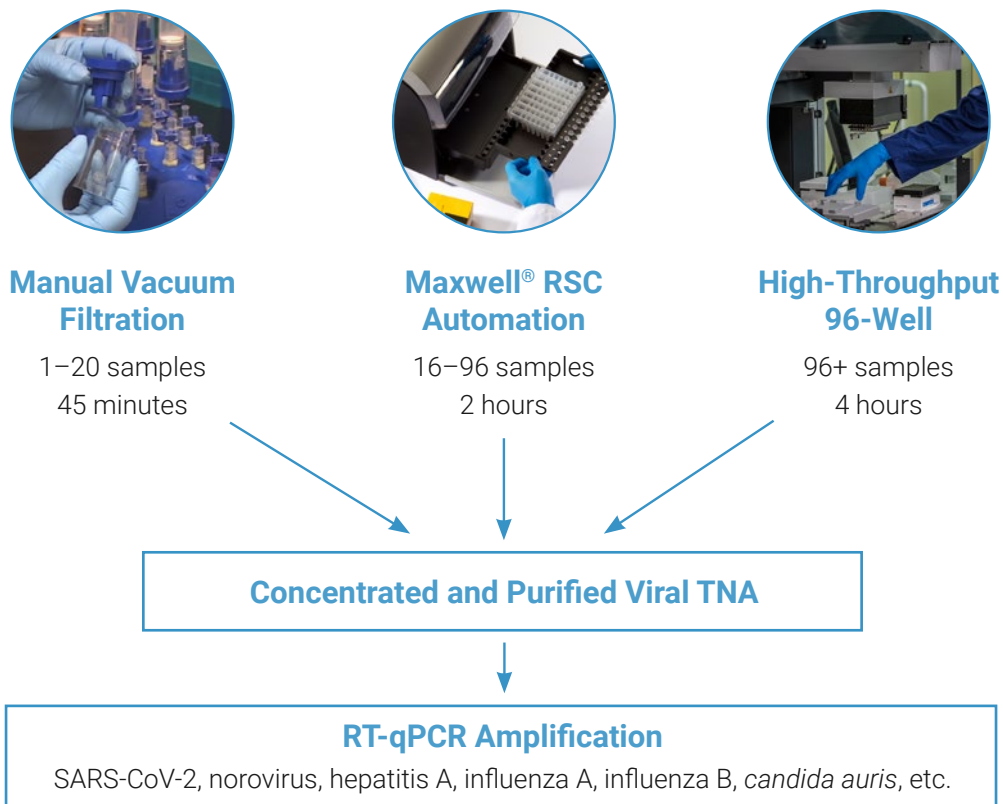 Manual Vacuum
Filtration
1–20 samples
45 minutes
Maxwell® RSC
Automation
16–96 samples
2 hours
High-Throughput
96-Well
96+ samples
4 hours
Concentrated and Purified Viral TNA
RT-qPCR Amplification
SARS-CoV-2, norovirus, hepatitis A, influenza A, influenza B, candida auris, etc.